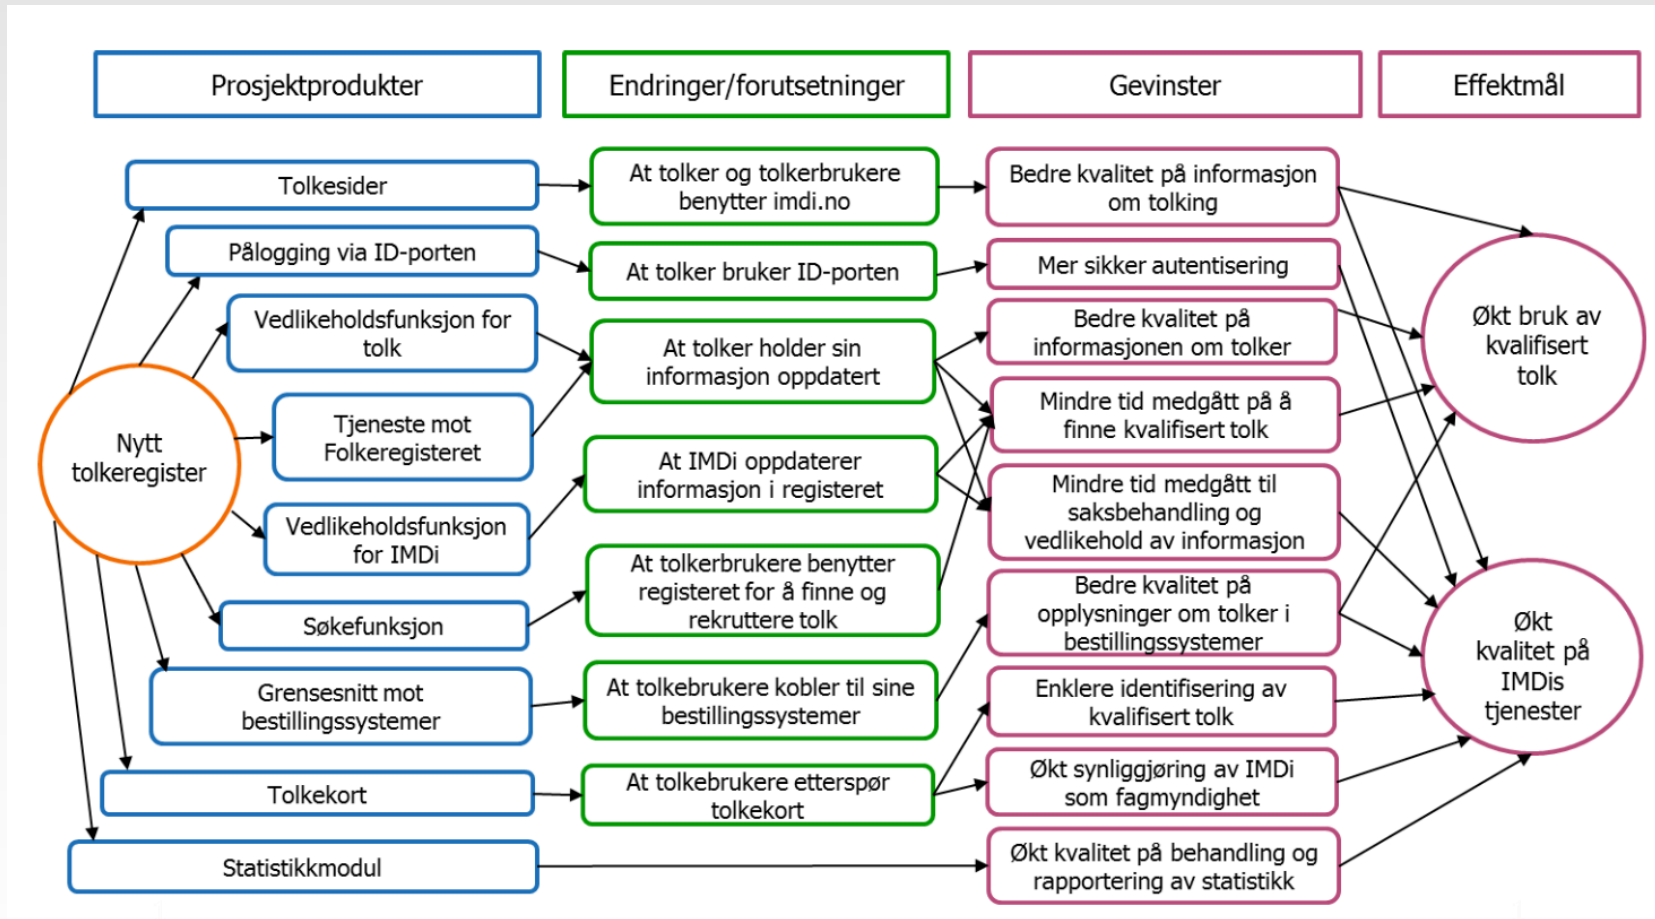 Prosjektprodukter
Endringer/forutsetninger
Gevinster
Effektmål
Nytt
tolkeregister
Tolkesider
Pålogging via ID-porten
Vedlikeholdsfunksjon for
tolk
Tjeneste mot
Folkeregisteret
Vedlikeholdsfunksjon
for IMDi
Søkefunksjon
Grensesnitt mot
bestillingssystemer
Tolkekort
Statistikkmodul
At tolker og tolkerbrukere
benytter imdi.no
At tolker bruker ID-porten
At tolker holder sin
informasjon oppdatert
At IMDi oppdaterer
informasjon i registeret
At tolkerbrukere benytter
registeret for å finne og
rekruttere tolk
At tolkebrukere kobler til sine
bestillingssystemer
At tolkebrukere etterspør
tolkekort
Bedre kvalitet på informasjon
om tolking
Mer sikker autentisering
Bedre kvalitet på
informasjonen om tolker
Mindre tid medgått på å
finne kvalifisert tolk
Mindre tid medgått til
saksbehandling og
vedlikehold av informasjon
Bedre kvalitet på
opplysninger om tolker i
bestillingssystemer
Enklere identifisering av
kvalifisert tolk
Økt synliggjøring av IMDi
som fagmyndighet
Økt kvalitet på behandling og
rapportering av statistikk
Økt bruk av
kvalifisert
tolk
Økt
kvalitet på
IMDis
tjenester